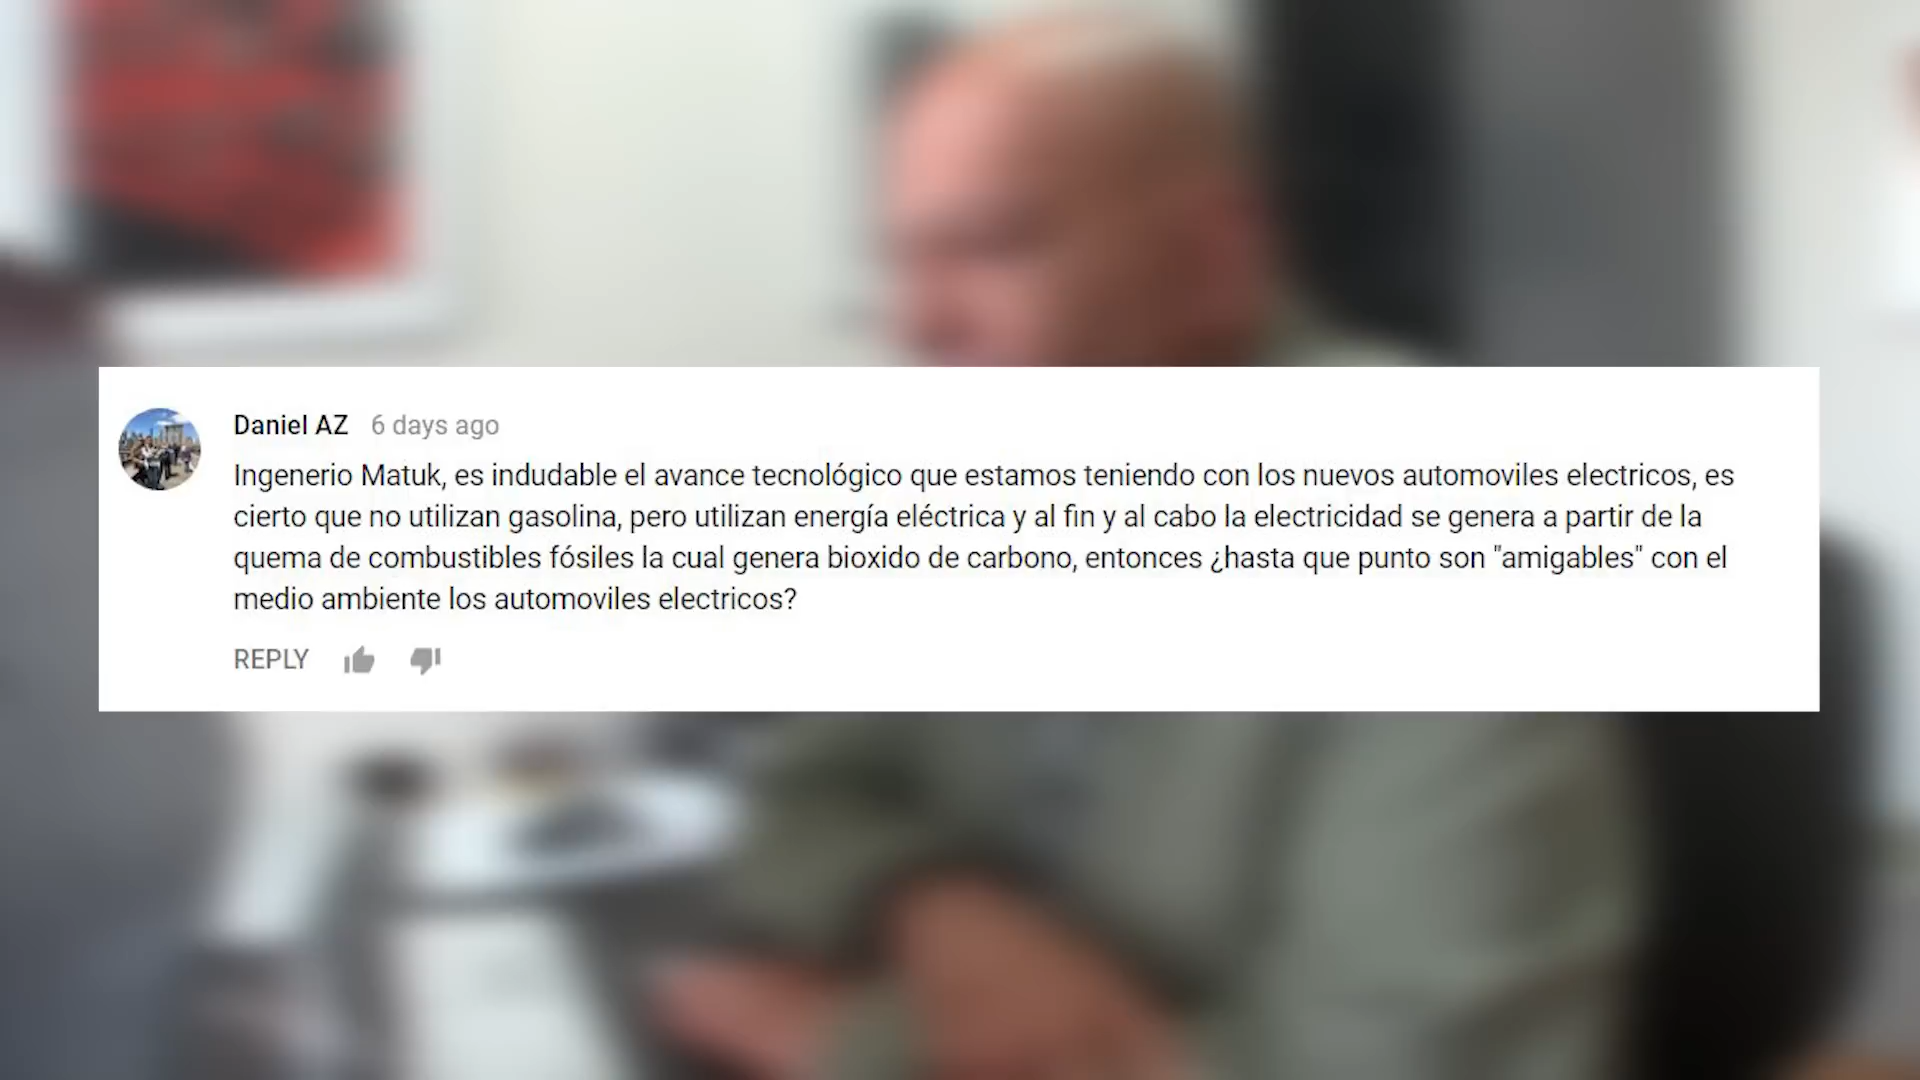 Daniel AZ 6 days ago
Ingenerio Matuk, es indudable el avance tecnológico que estamos teniendo con los nuevos automoviles electricos, es
cierto que no utilizan gasolina, pero utilizan energía eléctrica y al fin y al cabo la electricidad se genera a partir de la
quema de combustibles fósiles la cual genera bioxido de carbono, entonces ¿hasta que punto son "amigables" con el
medio ambiente los automoviles electricos?
REPLY